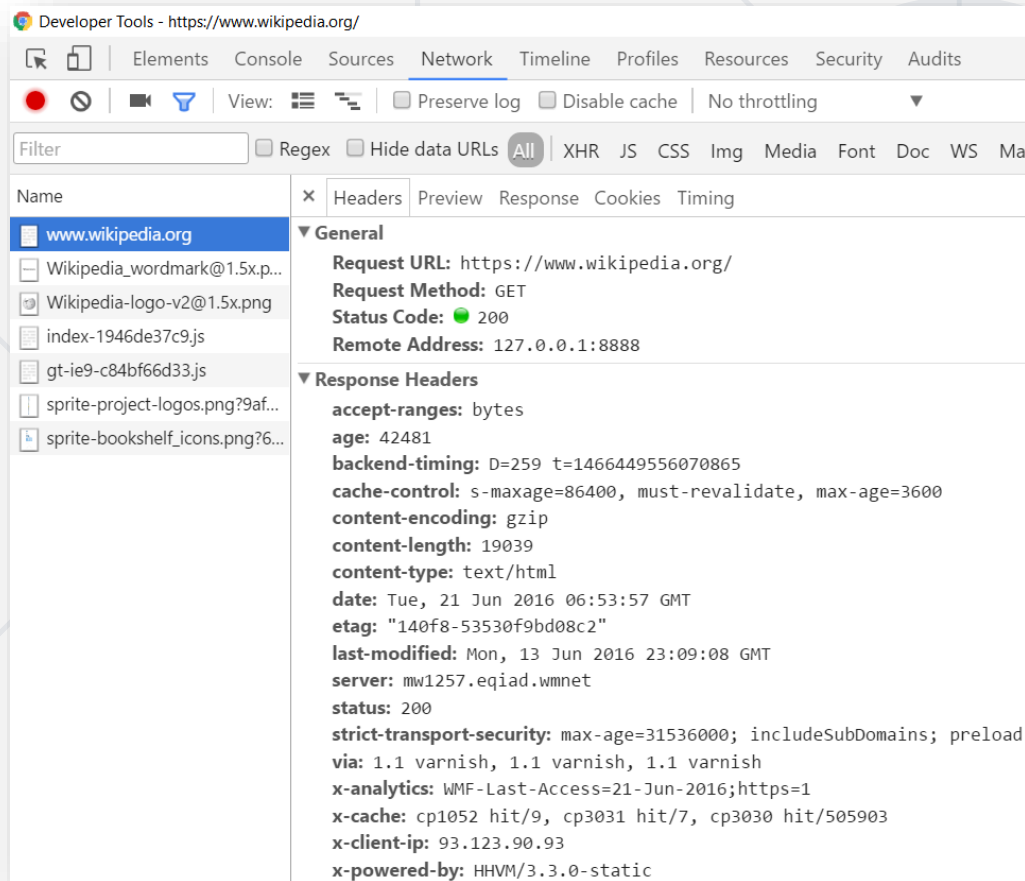 Developer Tools - https://www.wikipedia.org/
Elements Console Sources Network Timeline Profiles Resources Security Audits
View: Preserve log Disable cache No throttling ▼
Filter Regex Hide data URLs All XHR JS CSS Img Media Font Doc WS Ma
Name
× Headers Preview Response Cookies Timing
www.wikipedia.org
Wikipedia_wordmark@1.5x.p...
Wikipedia-logo-v2@1.5x.png
index-1946de37c9.js
gt-ie9-c84bf66d33.js
sprite-project-logos.png?9af...
sprite-bookshelf_icons.png?6...
▼ General
Request URL: https://www.wikipedia.org/
Request Method: GET
Status Code: 200
Remote Address: 127.0.0.1:8888
▼ Response Headers
accept-ranges: bytes
age: 42481
backend-timing: D=259 t=1466449556070865
cache-control: s-maxage=86400, must-revalidate, max-age=3600
content-encoding: gzip
content-length: 19039
content-type: text/html
date: Tue, 21 Jun 2016 06:53:57 GMT
etag: "140f8-53530f9bd08c2"
last-modified: Mon, 13 Jun 2016 23:09:08 GMT
server: mw1257.eqiad.wmnet
status: 200
strict-transport-security: max-age=31536000; includeSubDomains; preload
via: 1.1 varnish, 1.1 varnish, 1.1 varnish
x-analytics: WMF-Last-Access=21-Jun-2016;https=1
x-cache: cp1052 hit/9, cp3031 hit/7, cp3030 hit/505903
x-client-ip: 93.123.90.93
x-powered-by: HHVM/3.3.0-static